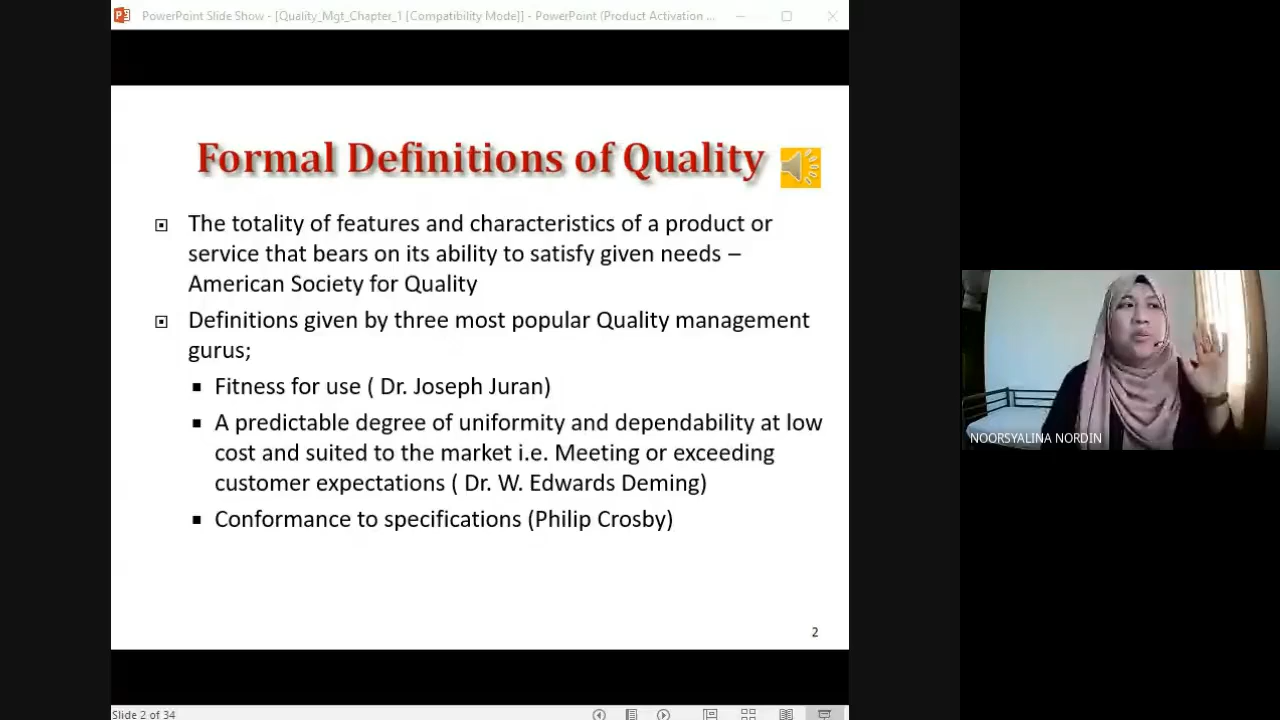 PowerPoint Slide Show - [Quality_Mgt_Chapter_1 [Compatibility Mode]] - PowerPoint (Product Activation ...
Formal Definitions of Quality
The totality of features and characteristics of a product or
service that bears on its ability to satisfy given needs –
American Society for Quality
Definitions given by three most popular Quality management
gurus;
Fitness for use ( Dr. Joseph Juran)
A predictable degree of uniformity and dependability at low
cost and suited to the market i.e. Meeting or exceeding
customer expectations ( Dr. W. Edwards Deming)
Conformance to specifications (Philip Crosby)
2
Slide 2 of 34
NOORSYALINA NORDIN